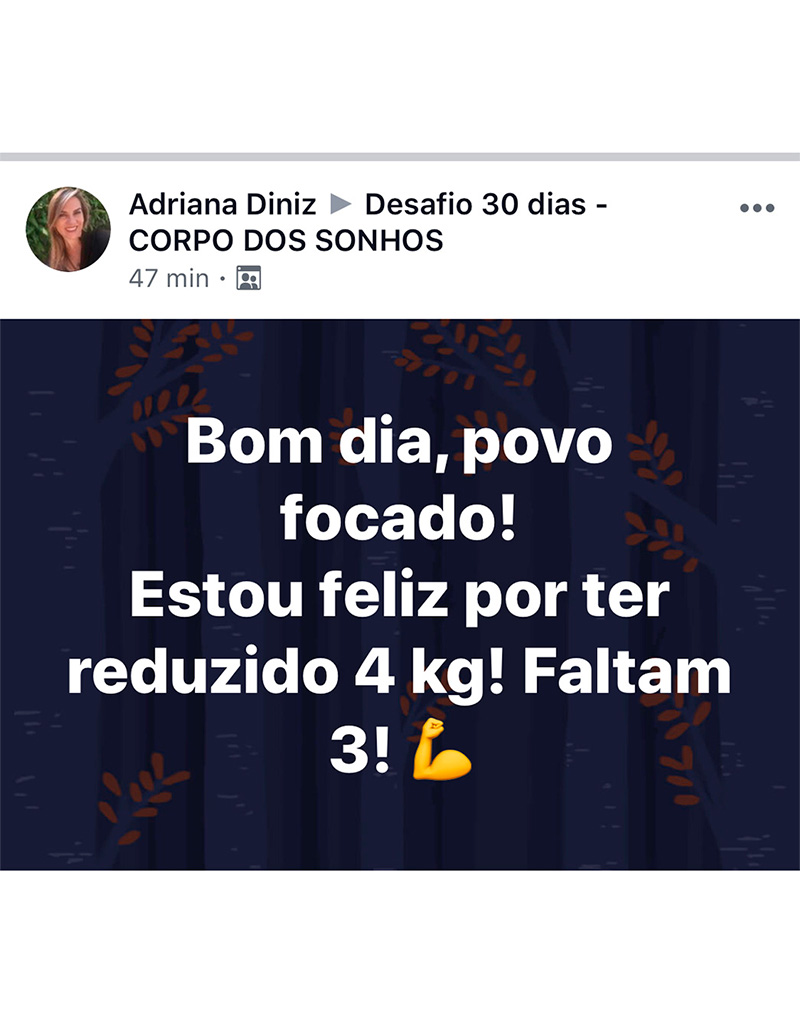 Adriana Diniz ▶ Desafio 30 dias -
CORPO DOS SONHOS
47 min ·
Bom dia, povo
focado!
Estou feliz por ter
reduzido 4 kg! Faltam
3! 💪